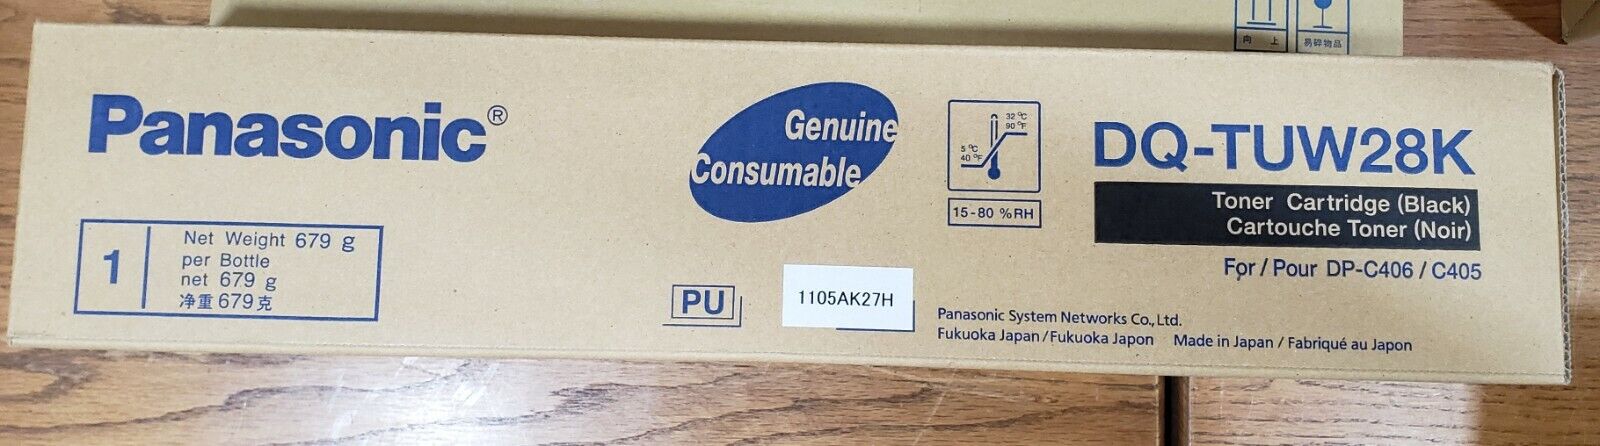 向 上
易碎物品
Panasonic®
Genuine
Consumable
32 °C
90 °F
5 °C
40 °F
15-80 %RH
DQ-TUW28K
Toner Cartridge (Black)
Cartouche Toner (Noir)
For / Pour DP-C406 / C405
1
Net Weight 679 g
per Bottle
net 679 g
净重 679克
PU
1105AK27H
Panasonic System Networks Co., Ltd.
Fukuoka Japan / Fukuoka Japon Made in Japan / Fabriqué au Japon